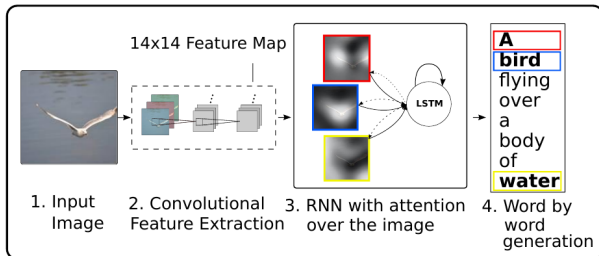 14x14 Feature Map
LSTM
A
bird
flying
over
a
body
of
water
1. Input
Image
2. Convolutional
Feature Extraction
3. RNN with attention
over the image
4. Word by
word
generation